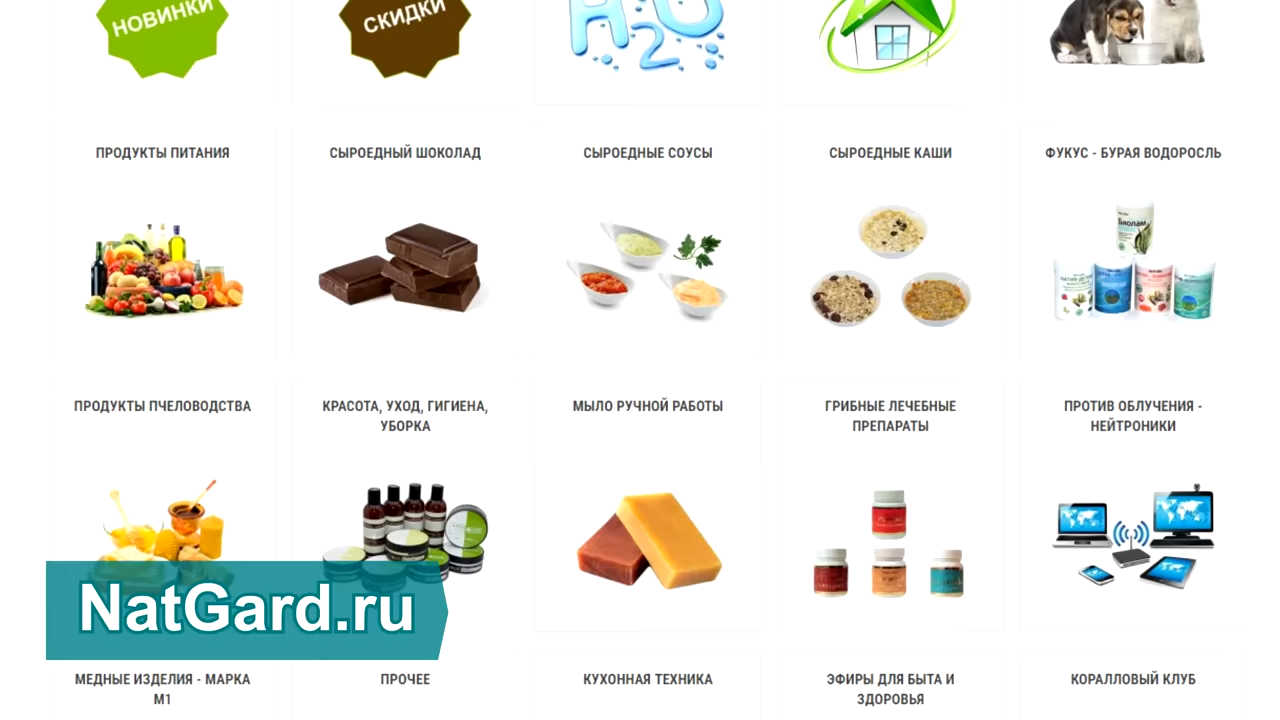 НОВИНКИ
СКИДКИ
H2O
ПРОДУКТЫ ПИТАНИЯ
СЫРОЕДНЫЙ ШОКОЛАД
СЫРОЕДНЫЕ СОУСЫ
СЫРОЕДНЫЕ КАШИ
ФУКУС - БУРАЯ ВОДОРОСЛЬ
Биолам
ПРОДУКТЫ ПЧЕЛОВОДСТВА
КРАСОТА, УХОД, ГИГИЕНА,
УБОРКА
МЫЛО РУЧНОЙ РАБОТЫ
ГРИБНЫЕ ЛЕЧЕБНЫЕ
ПРЕПАРАТЫ
ПРОТИВ ОБЛУЧЕНИЯ -
НЕЙТРОНИКИ
NatGard.ru
МЕДНЫЕ ИЗДЕЛИЯ - МАРКА
М1
ПРОЧЕЕ
КУХОННАЯ ТЕХНИКА
ЭФИРЫ ДЛЯ БЫТА И
ЗДОРОВЬЯ
КОРАЛЛОВЫЙ КЛУБ